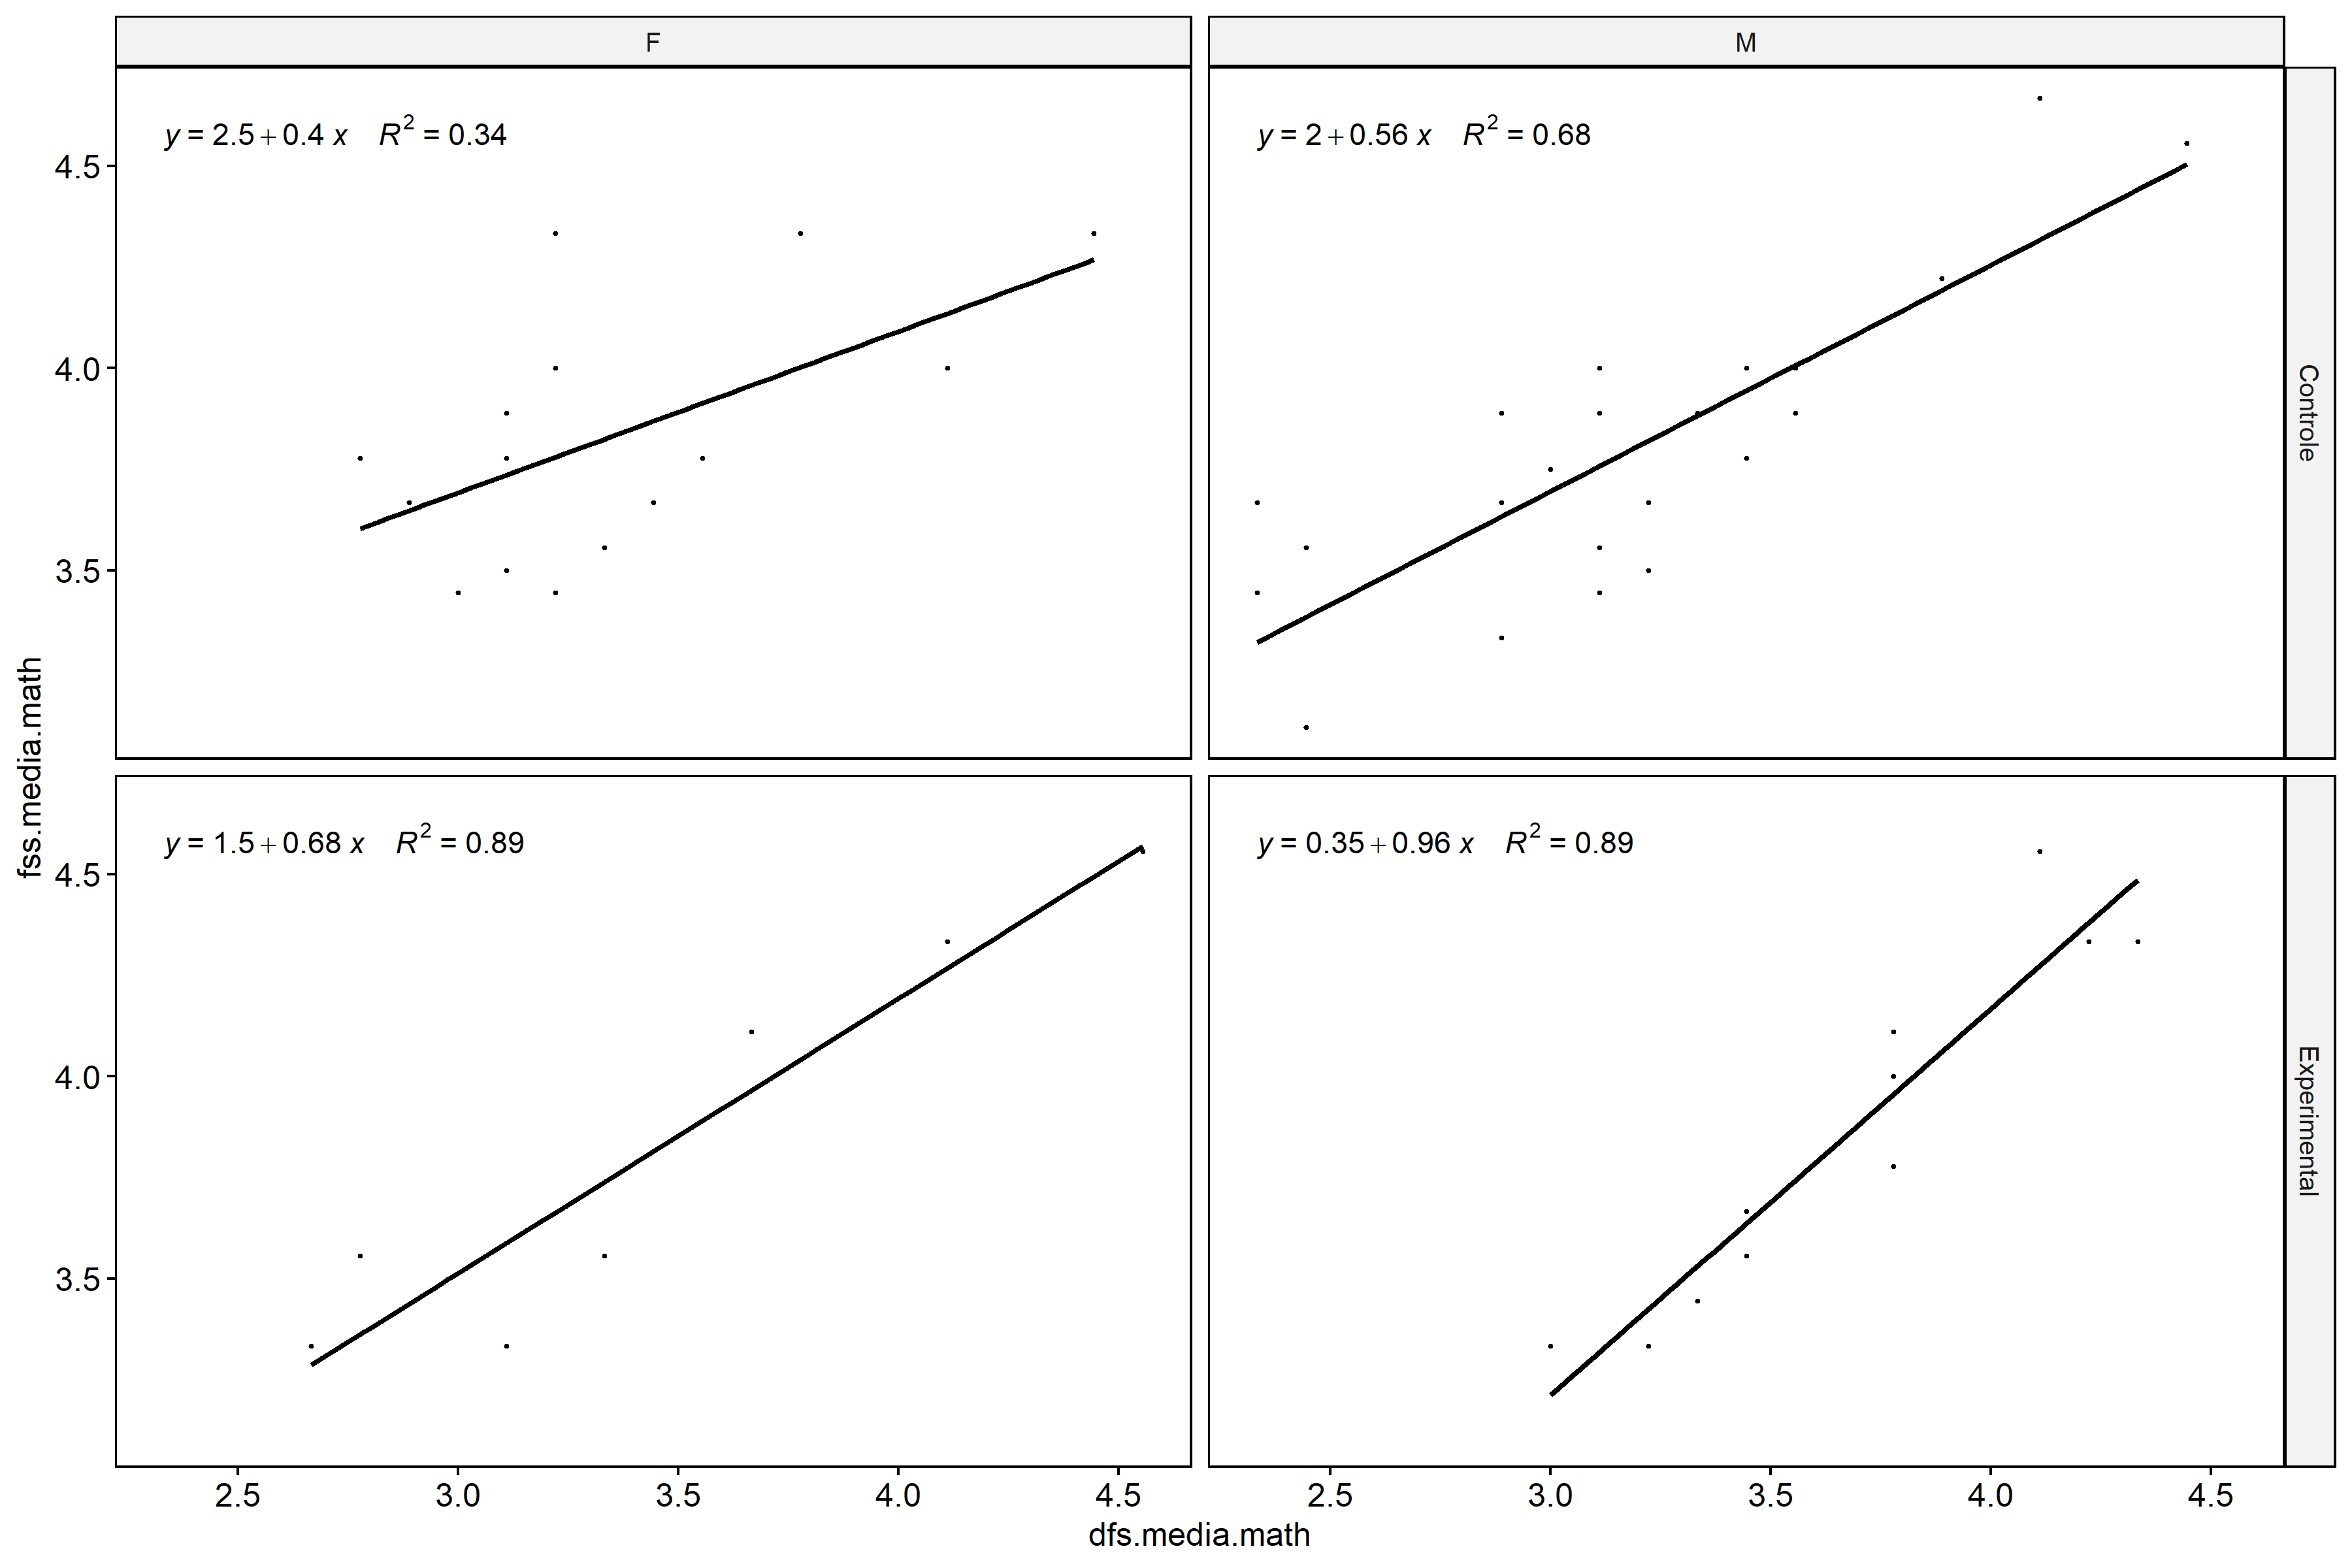 F
M
y = 2.5 + 0.4 x R² = 0.34
y = 2 + 0.56 x R² = 0.68
4.5
4.0
3.5
Controle
fss.media.math
y = 1.5 + 0.68 x R² = 0.89
y = 0.35 + 0.96 x R² = 0.89
4.5
4.0
3.5
Experimental
2.5 3.0 3.5 4.0 4.5
2.5 3.0 3.5 4.0 4.5
dfs.media.math